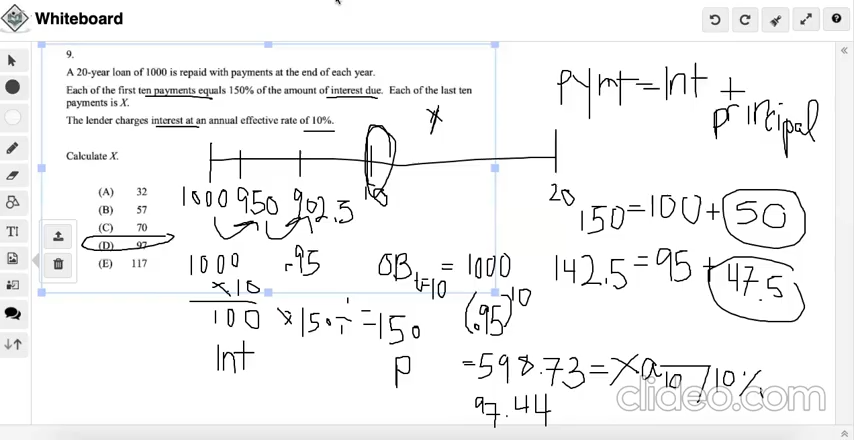 Whiteboard
9.
A 20-year loan of 1000 is repaid with payments at the end of each year.
Each of the first ten payments equals 150% of the amount of interest due. Each of the last ten
payments is X.
The lender charges interest at an annual effective rate of 10%.
Calculate X.
(A) 32
(B) 57
(C) 70
(D) 97
(E) 117
X
10
20
1000 950 902.5
1000
×10
100 × 150% = 150
Int P
.95
OB t=10 = 1000
(.95)^10
= 598.73 = X a 10 10%
97.44
pymt = Int +
principal
150 = 100 + 50
142.5 = 95 + 47.5
TI
clideo.com